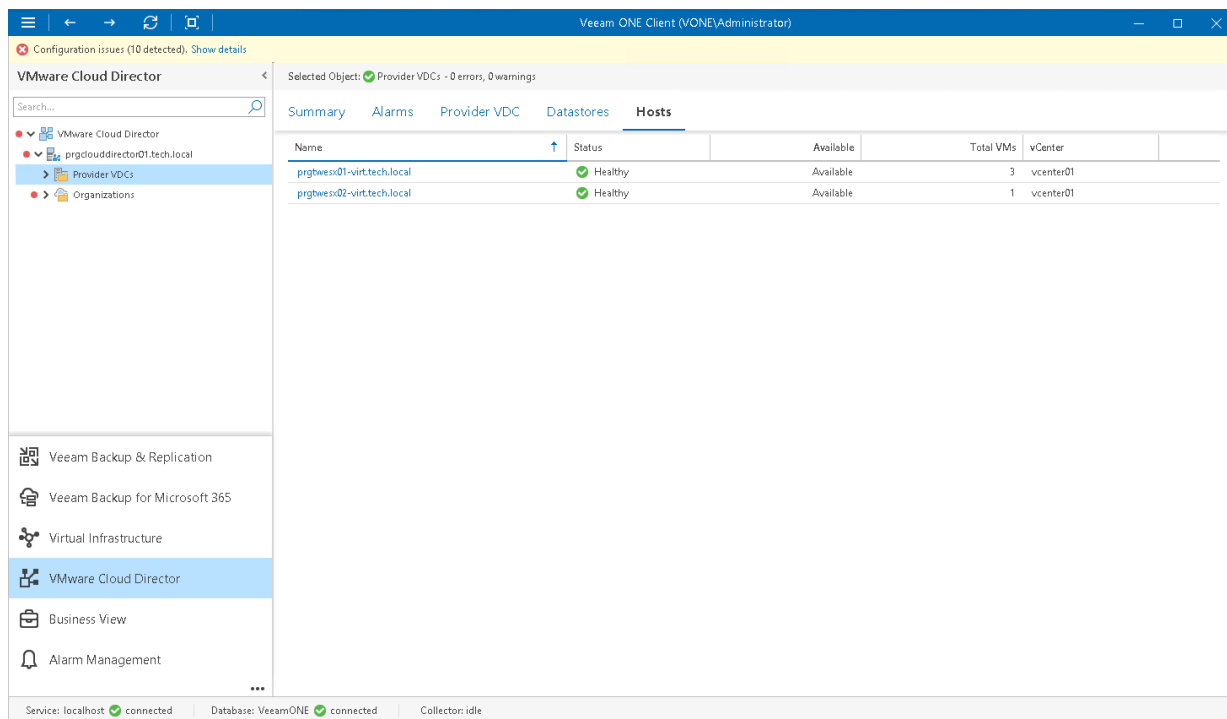 Veeam ONE Client (VONE\Administrator)
Configuration issues (10 detected). Show details
VMware Cloud Director
Search...
VMware Cloud Director
prgclouddirector01.tech.local
Provider VDCs
Organizations
Veeam Backup & Replication
Veeam Backup for Microsoft 365
Virtual Infrastructure
VMware Cloud Director
Business View
Alarm Management
Selected Object: Provider VDCs - 0 errors, 0 warnings
Summary Alarms Provider VDC Datastores Hosts
Name Status Available Total VMs vCenter
prgtwesx01-virt.tech.local Healthy Available 3 vcenter01
prgtwesx02-virt.tech.local Healthy Available 1 vcenter01
Service: localhost connected Database: VeeamONE connected Collector: idle